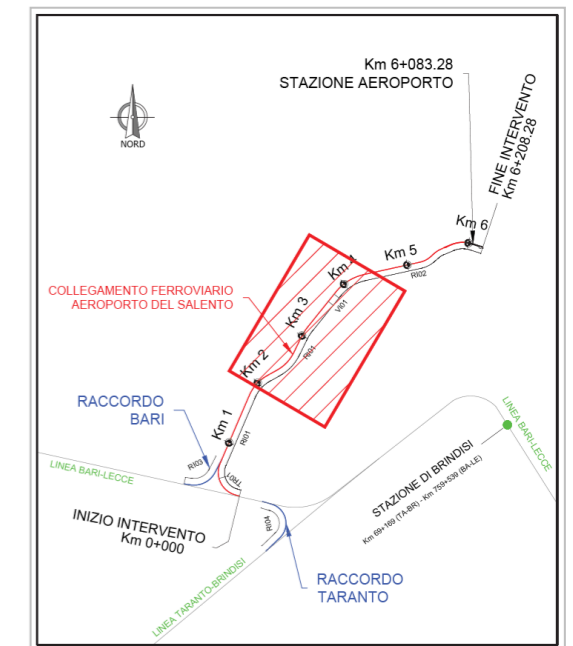 Km 6+083.28
STAZIONE AEROPORTO
FINE INTERVENTO
Km 6+208.28
NORD
Km 6
Km 5
RI02
Km 4
VI01
COLLEGAMENTO FERROVIARIO
AEROPORTO DEL SALENTO
Km 3
RI01
Km 2
RACCORDO
BARI
Km 1
RI01
LINEA BARI-LECCE
RI03
TR01
LINEA BARI-LECCE
STAZIONE DI BRINDISI
Km 69+169 (TA-BR) - Km 759+539 (BA-LE)
INIZIO INTERVENTO
Km 0+000
RI04
RACCORDO
TARANTO
LINEA TARANTO-BRINDISI